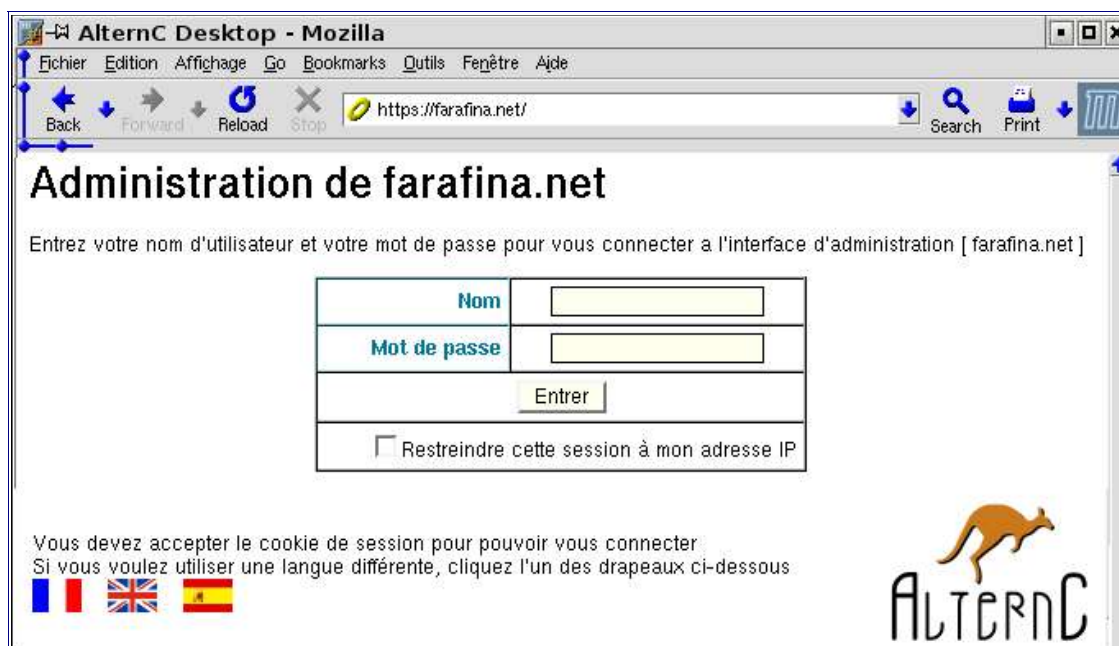 AlternC Desktop - Mozilla
Fichier Edition Affichage Go Bookmarks Outils Fenêtre Aide
Back Forward Reload Stop https://farafina.net/ Search Print
Administration de farafina.net
Entrez votre nom d'utilisateur et votre mot de passe pour vous connecter a l'interface d'administration [ farafina.net ]
Nom
Mot de passe
Entrer
Restreindre cette session à mon adresse IP
Vous devez accepter le cookie de session pour pouvoir vous connecter
Si vous voulez utiliser une langue différente, cliquez l'un des drapeaux ci-dessous
ALTERNC